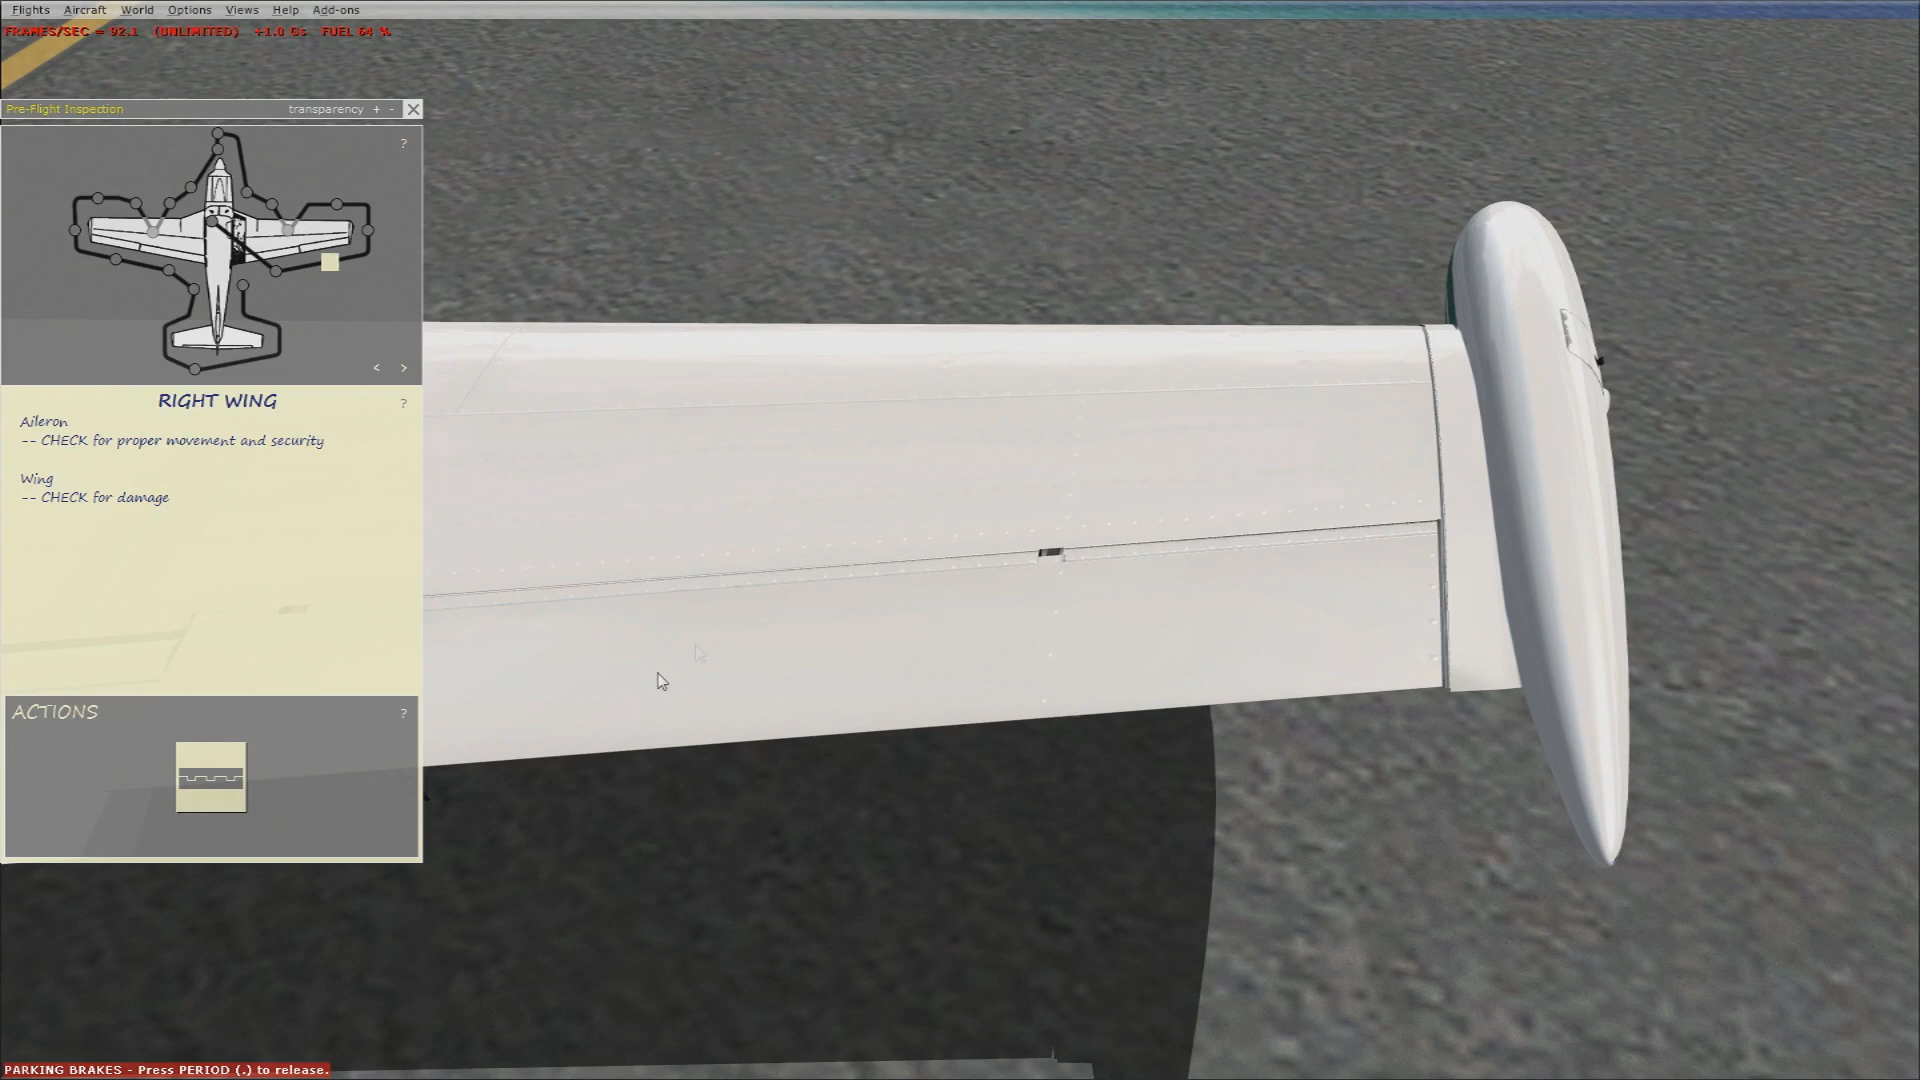 Flights Aircraft World Options Views Help Add-ons
FRAMES/SEC = 92.1 (UNLIMITED) +1.0 Gs FUEL 64 %
Pre-Flight Inspection transparency + - X
?
< >
RIGHT WING ?
Aileron
-- CHECK for proper movement and security
Wing
-- CHECK for damage
ACTIONS ?
PARKING BRAKES - Press PERIOD (.) to release.